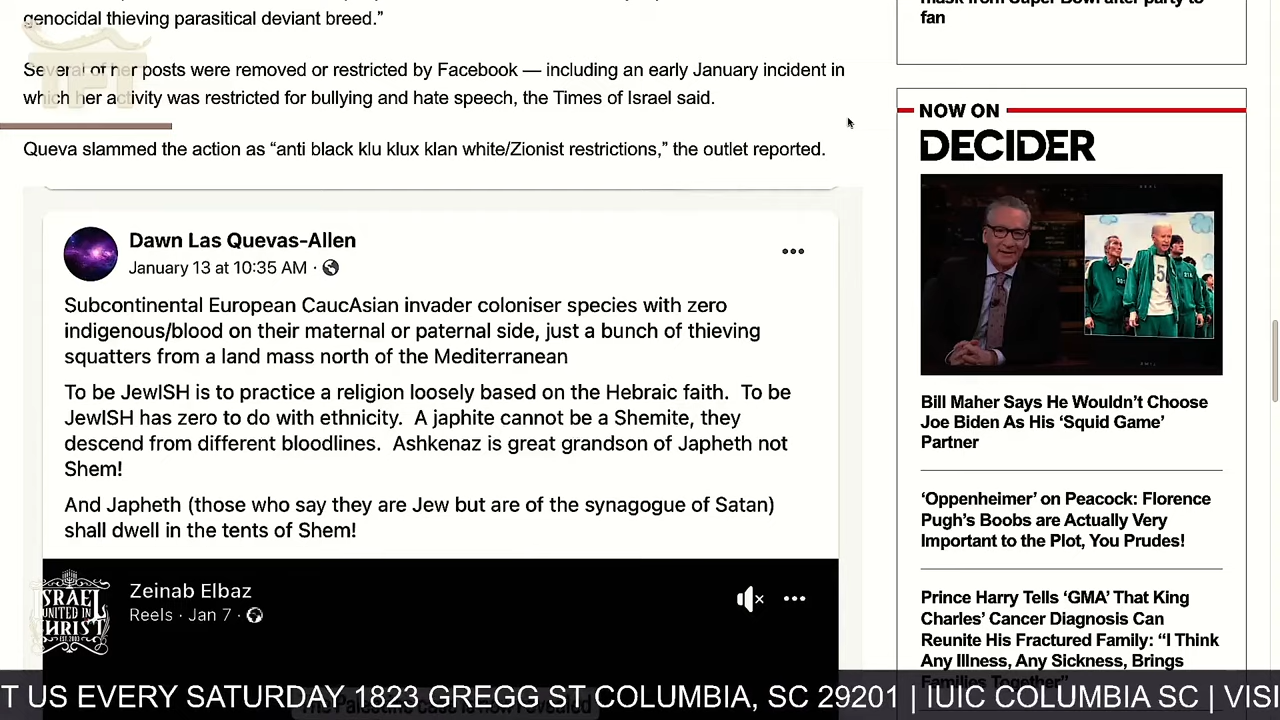 genocidal thieving parasitical deviant breed.”
Several of her posts were removed or restricted by Facebook — including an early January incident in
which her activity was restricted for bullying and hate speech, the Times of Israel said.
Queva slammed the action as “anti black klu klux klan white/Zionist restrictions,” the outlet reported.
Dawn Las Quevas-Allen
January 13 at 10:35 AM ·
Subcontinental European CaucAsian invader coloniser species with zero
indigenous/blood on their maternal or paternal side, just a bunch of thieving
squatters from a land mass north of the Mediterranean
To be JewISH is to practice a religion loosely based on the Hebraic faith. To be
JewISH has zero to do with ethnicity. A japhite cannot be a Shemite, they
descend from different bloodlines. Ashkenaz is great grandson of Japheth not
Shem!
And Japheth (those who say they are Jew but are of the synagogue of Satan)
shall dwell in the tents of Shem!
Zeinab Elbaz
Reels · Jan 7 ·
ISRAEL
UNITED IN
CHRIST
EST. 2003
fan
NOW ON
DECIDER
Bill Maher Says He Wouldn’t Choose
Joe Biden As His ‘Squid Game’
Partner
‘Oppenheimer’ on Peacock: Florence
Pugh’s Boobs are Actually Very
Important to the Plot, You Prudes!
Prince Harry Tells ‘GMA’ That King
Charles’ Cancer Diagnosis Can
Reunite His Fractured Family: “I Think
Any Illness, Any Sickness, Brings
Families Together”
T US EVERY SATURDAY 1823 GREGG ST COLUMBIA, SC 29201 | IUIC COLUMBIA SC | VISI